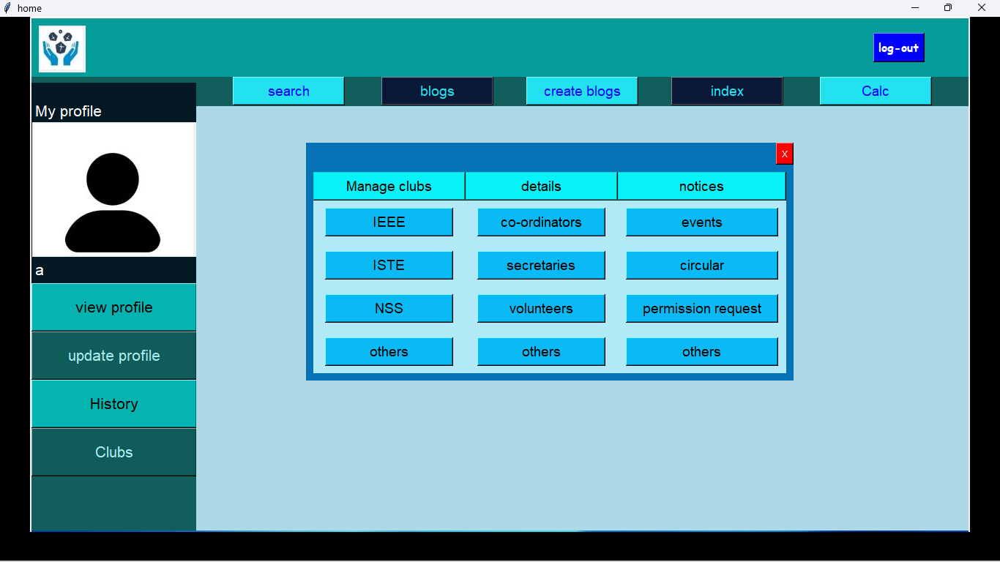 home
log-out
search
blogs
create blogs
index
Calc
My profile
a
view profile
update profile
History
Clubs
x
Manage clubs details notices
IEEE co-ordinators events
ISTE secretaries circular
NSS volunteers permission request
others others others